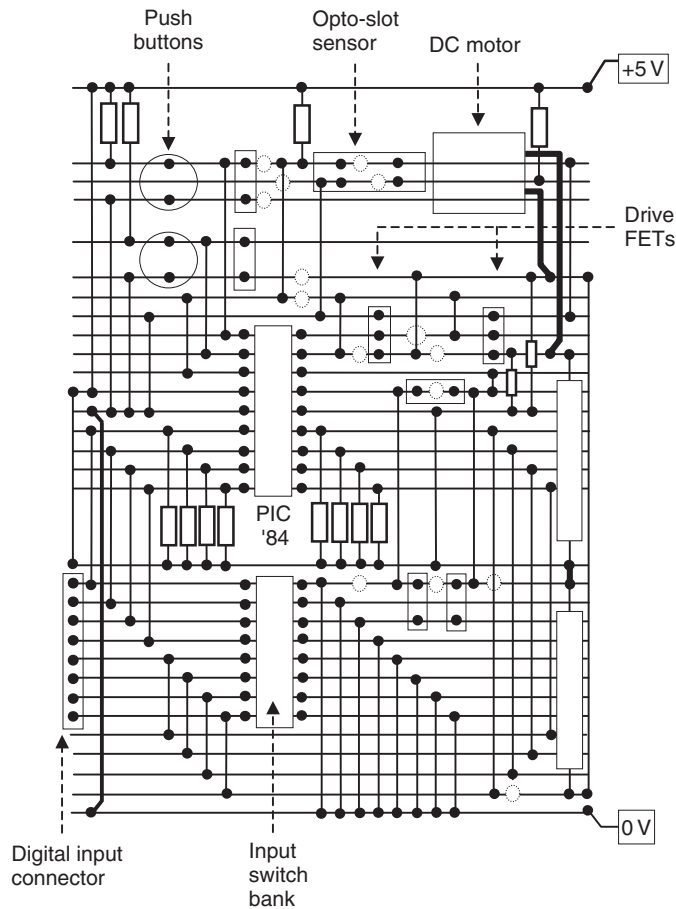 Push
buttons
Opto-slot
sensor
DC motor
+5 V
Drive
FETs
PIC
'84
0 V
Digital input
connector
Input
switch
bank